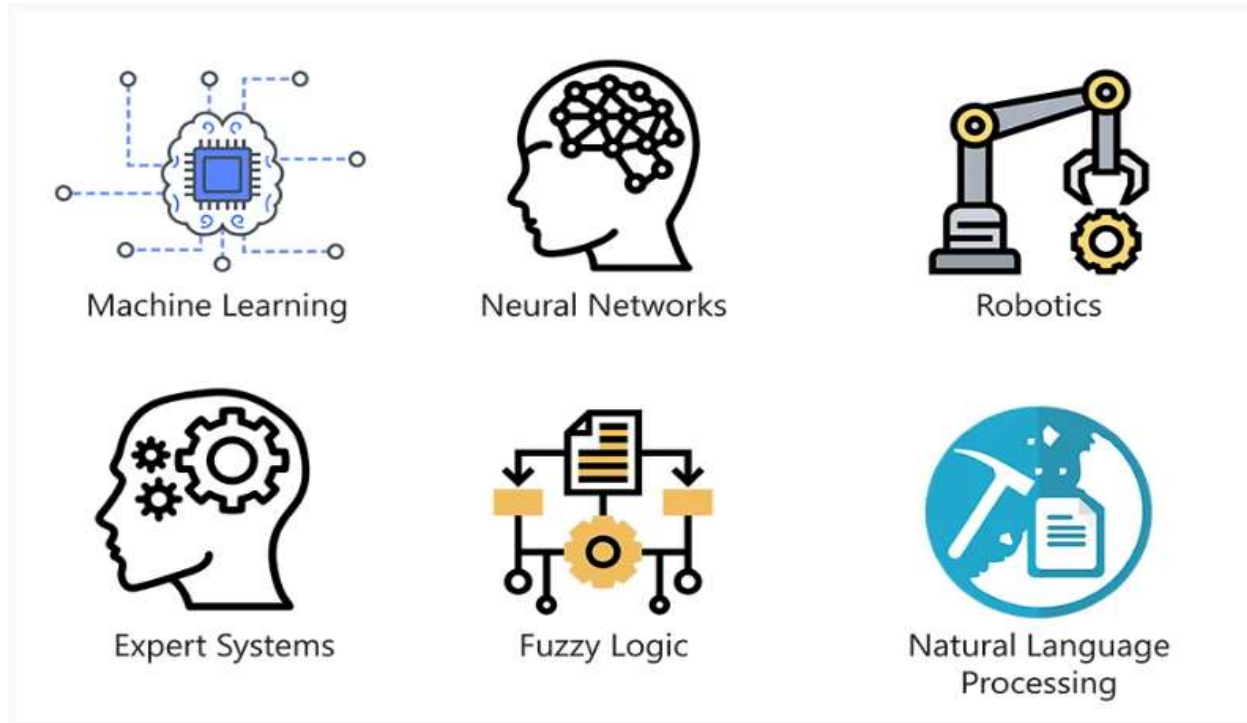 Machine Learning
Neural Networks
Robotics
Expert Systems
Fuzzy Logic
Natural Language
Processing